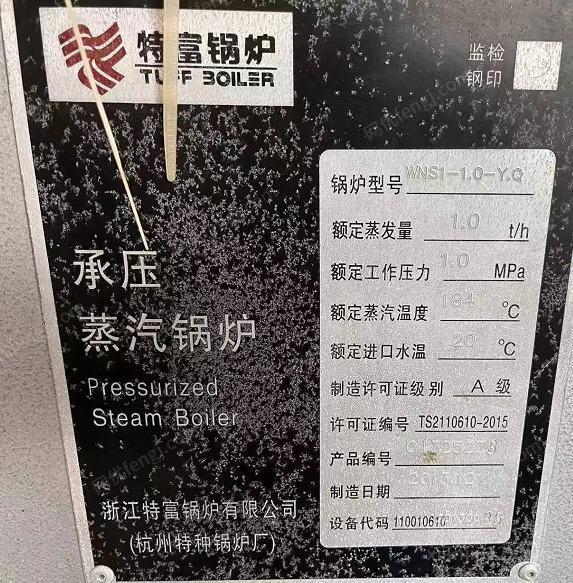 特富锅炉
TUFF BOILER
监检
钢印
锅炉型号 WNS1-1.0-Y.Q
额定蒸发量 1.0 t/h
额定工作压力 1.0 MPa
额定蒸汽温度 184 ℃
额定进口水温 20 ℃
制造许可证级别 A 级
许可证编号 TS2110610-2015
产品编号
制造日期
设备代码 110010610
承压
蒸汽锅炉
Pressurized
Steam Boiler
浙江特富锅炉有限公司
(杭州特种锅炉厂)